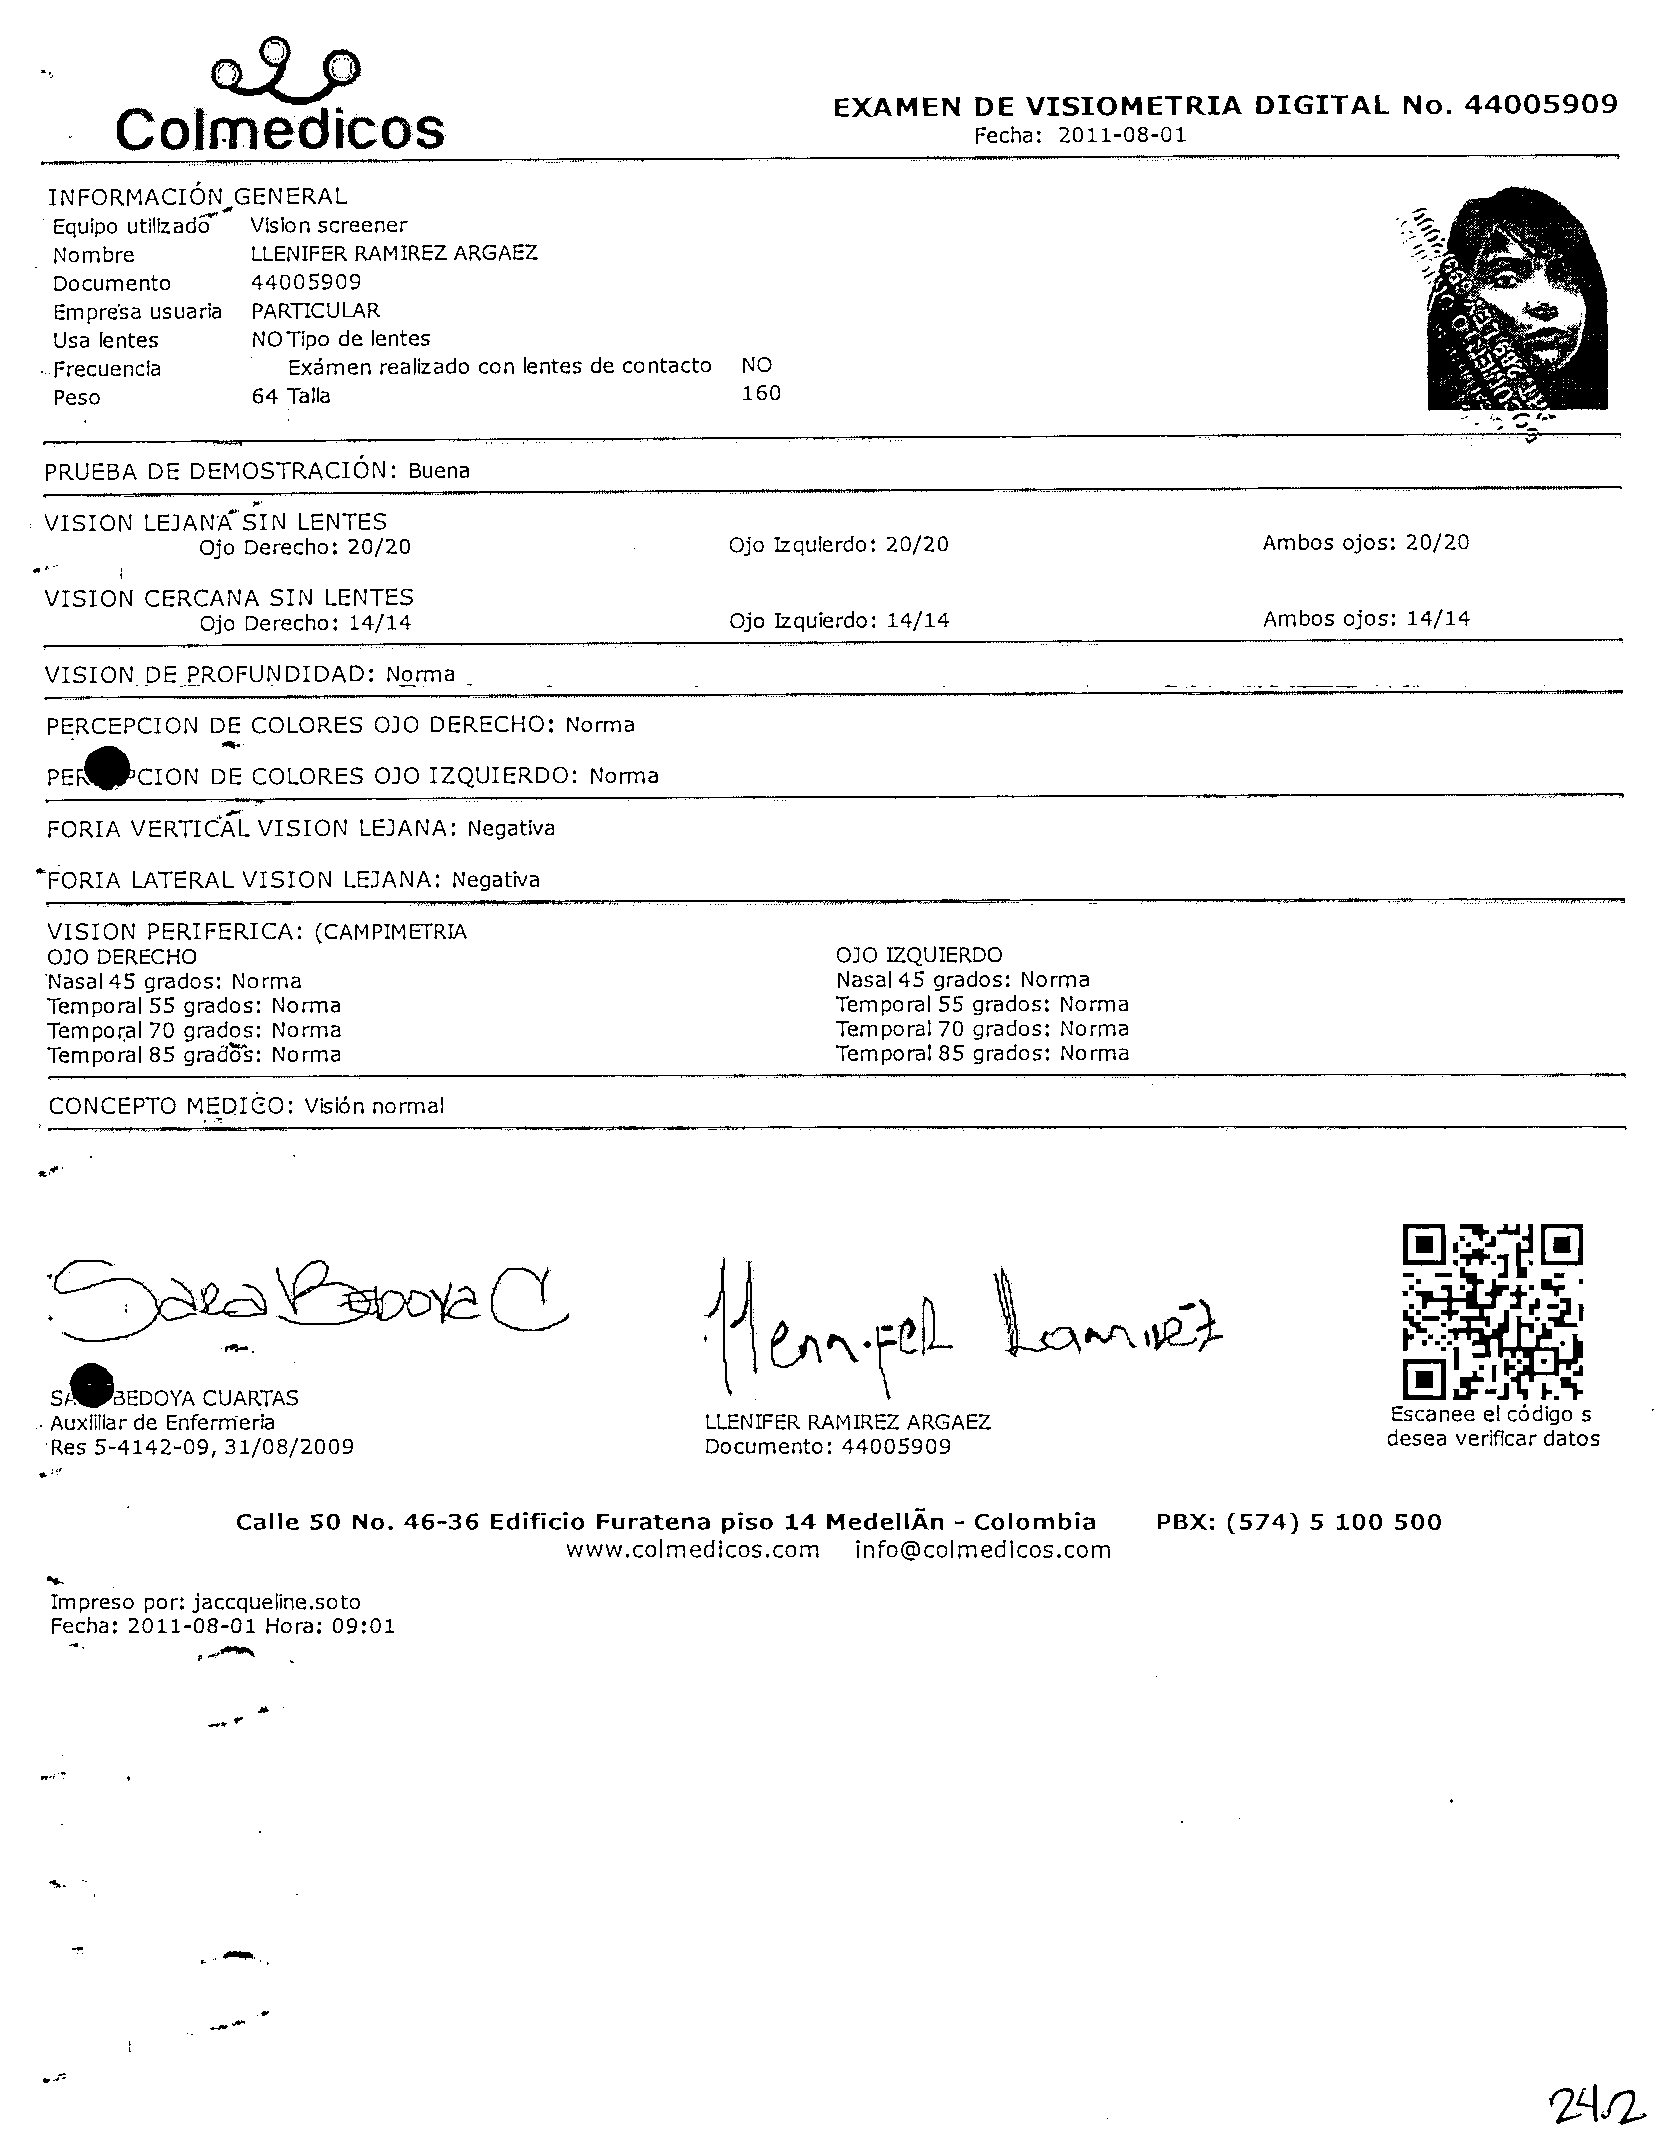 Colmedicos
EXAMEN DE VISIOMETRIA DIGITAL No. 44005909
Fecha: 2011-08-01
INFORMACIÓN GENERAL
Equipo utilizado Vision screener
Nombre LLENIFER RAMIREZ ARGAEZ
Documento 44005909
Empresa usuaria PARTICULAR
Usa lentes NO Tipo de lentes
Frecuencia Exámen realizado con lentes de contacto NO
Peso 64 Talla 160
PRUEBA DE DEMOSTRACIÓN: Buena
VISION LEJANA SIN LENTES
Ojo Derecho: 20/20 Ojo Izquierdo: 20/20 Ambos ojos: 20/20
VISION CERCANA SIN LENTES
Ojo Derecho: 14/14 Ojo Izquierdo: 14/14 Ambos ojos: 14/14
VISION DE PROFUNDIDAD: Norma
PERCEPCION DE COLORES OJO DERECHO: Norma
PER PCION DE COLORES OJO IZQUIERDO: Norma
FORIA VERTICAL VISION LEJANA: Negativa
FORIA LATERAL VISION LEJANA: Negativa
VISION PERIFERICA: (CAMPIMETRIA
OJO DERECHO OJO IZQUIERDO
Nasal 45 grados: Norma Nasal 45 grados: Norma
Temporal 55 grados: Norma Temporal 55 grados: Norma
Temporal 70 grados: Norma Temporal 70 grados: Norma
Temporal 85 grados: Norma Temporal 85 grados: Norma
CONCEPTO MEDICO: Visión normal
Sara Bedoya C Llennifer Ramirez
SA BEDOYA CUARTAS
Auxiliar de Enfermeria
Res 5-4142-09, 31/08/2009
LLENIFER RAMIREZ ARGAEZ
Documento: 44005909
Escanee el código s
desea verificar datos
Calle 50 No. 46-36 Edificio Furatena piso 14 MedellÃn - Colombia PBX: (574) 5 100 500
www.colmedicos.com info@colmedicos.com
Impreso por: jaccqueline.soto
Fecha: 2011-08-01 Hora: 09:01